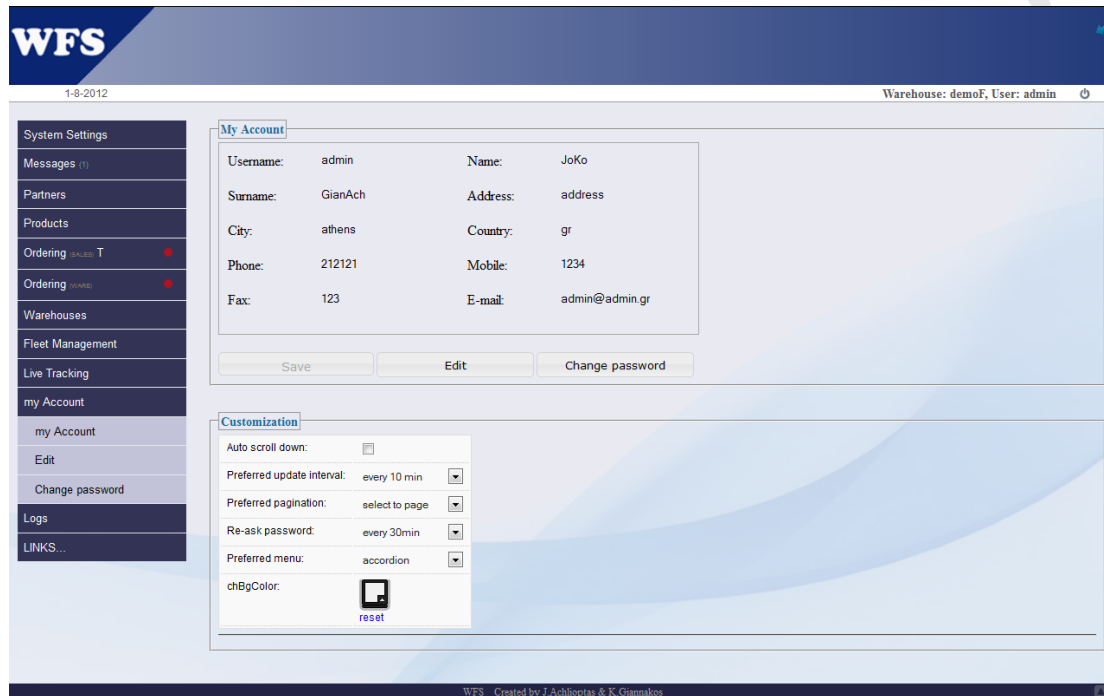 WFS
1-8-2012
Warehouse: demoF, User: admin
System Settings
Messages (1)
Partners
Products
Ordering (SALES) T
Ordering (WARE)
Warehouses
Fleet Management
Live Tracking
my Account
my Account
Edit
Change password
Logs
LINKS...
My Account
Username: admin Name: JoKo
Surname: GianAch Address: address
City: athens Country: gr
Phone: 212121 Mobile: 1234
Fax: 123 E-mail: admin@admin.gr
Save Edit Change password
Customization
Auto scroll down:
Preferred update interval: every 10 min
Preferred pagination: select to page
Re-ask password: every 30min
Preferred menu: accordion
chBgColor:
reset
WFS Created by J.Achlioptas & K.Giannakos